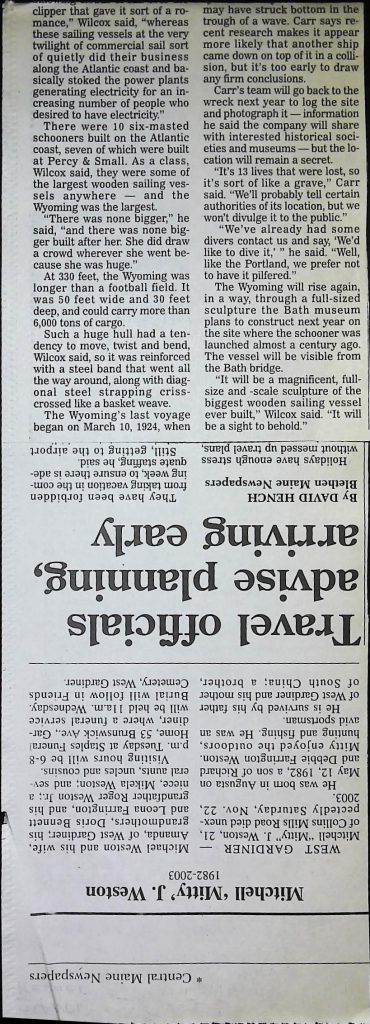 clipper that gave it sort of a ro-
mance," Wilcox said, "whereas
these sailing vessels at the very
twilight of commercial sail sort
of quietly did their business
along the Atlantic coast and ba-
sically stoked the power plants
generating electricity for an in-
creasing number of people who
desired to have electricity."
There were 10 six-masted
schooners built on the Atlantic
coast, seven of which were built
at Percy & Small. As a class,
Wilcox said, they were some of
the largest wooden sailing ves-
sels anywhere — and the
Wyoming was the largest.
"There was none bigger," he
said, "and there was none big-
ger built after her. She did draw
a crowd wherever she went be-
cause she was huge."
At 330 feet, the Wyoming was
longer than a football field. It
was 50 feet wide and 30 feet
deep, and could carry more than
6,000 tons of cargo.
Such a huge hull had a ten-
dency to move, twist and bend,
Wilcox said, so it was reinforced
with a steel band that went all
the way around, along with diag-
onal steel strapping criss-
crossed like a basket weave.
The Wyoming's last voyage
began on March 10, 1924, when
may have struck bottom in the
trough of a wave. Carr says re-
cent research makes it appear
more likely that another ship
came down on top of it in a colli-
sion, but it's too early to draw
any firm conclusions.
Carr's team will go back to the
wreck next year to log the site
and photograph it — information
he said the company will share
with interested historical soci-
eties and museums — but the lo-
cation will remain a secret.
"It's 13 lives that were lost, so
it's sort of like a grave," Carr
said. "We'll probably tell certain
authorities of its location, but we
won't divulge it to the public."
"We've already had some
divers contact us and say, 'We'd
like to dive it,' " he said. "Well,
like the Portland, we prefer not
to have it pilfered."
The Wyoming will rise again,
in a way, through a full-sized
sculpture the Bath museum
plans to construct next year on
the site where the schooner was
launched almost a century ago.
The vessel will be visible from
the Bath bridge.
"It will be a magnificent, full-
size and -scale sculpture of the
biggest wooden sailing vessel
ever built," Wilcox said. "It will
be a sight to behold."
* Central Maine Newspapers
Mitchell 'Mitty' J. Weston
1982-2003
WEST GARDINER —
Mitchell "Mitty" J. Weston, 21,
of Collins Mills Road died unex-
pectedly Saturday, Nov. 22,
2003.
He was born in Augusta on
May 12, 1982, a son of Richard
and Debbie Farrington Weston.
Mitty enjoyed the outdoors,
hunting and fishing. He was an
avid sportsman.
He is survived by his father
of West Gardiner and his mother
of South China; a brother,
Michael Weston and his wife,
Amanda, of West Gardiner; his
grandmothers, Doris Bennett
and Leona Farrington, and his
grandfather Roger Weston Jr.; a
niece, Mikela Weston; and sev-
eral aunts, uncles and cousins.
Visiting hours will be 6-8
p.m. Tuesday at Staples Funeral
Home, 53 Brunswick Ave., Gar-
diner, where a funeral service
will be held 11a.m. Wednesday.
Burial will follow in Friends
Cemetery, West Gardiner.
Travel officials
advise planning,
arriving early
By DAVID HENCH
Blethen Maine Newspapers
Holidays have enough stress
without messed up travel plans,
They have been forbidden
from taking vacation in the com-
ing week, to ensure there is ade-
quate staffing, he said.
Still, getting to the airport